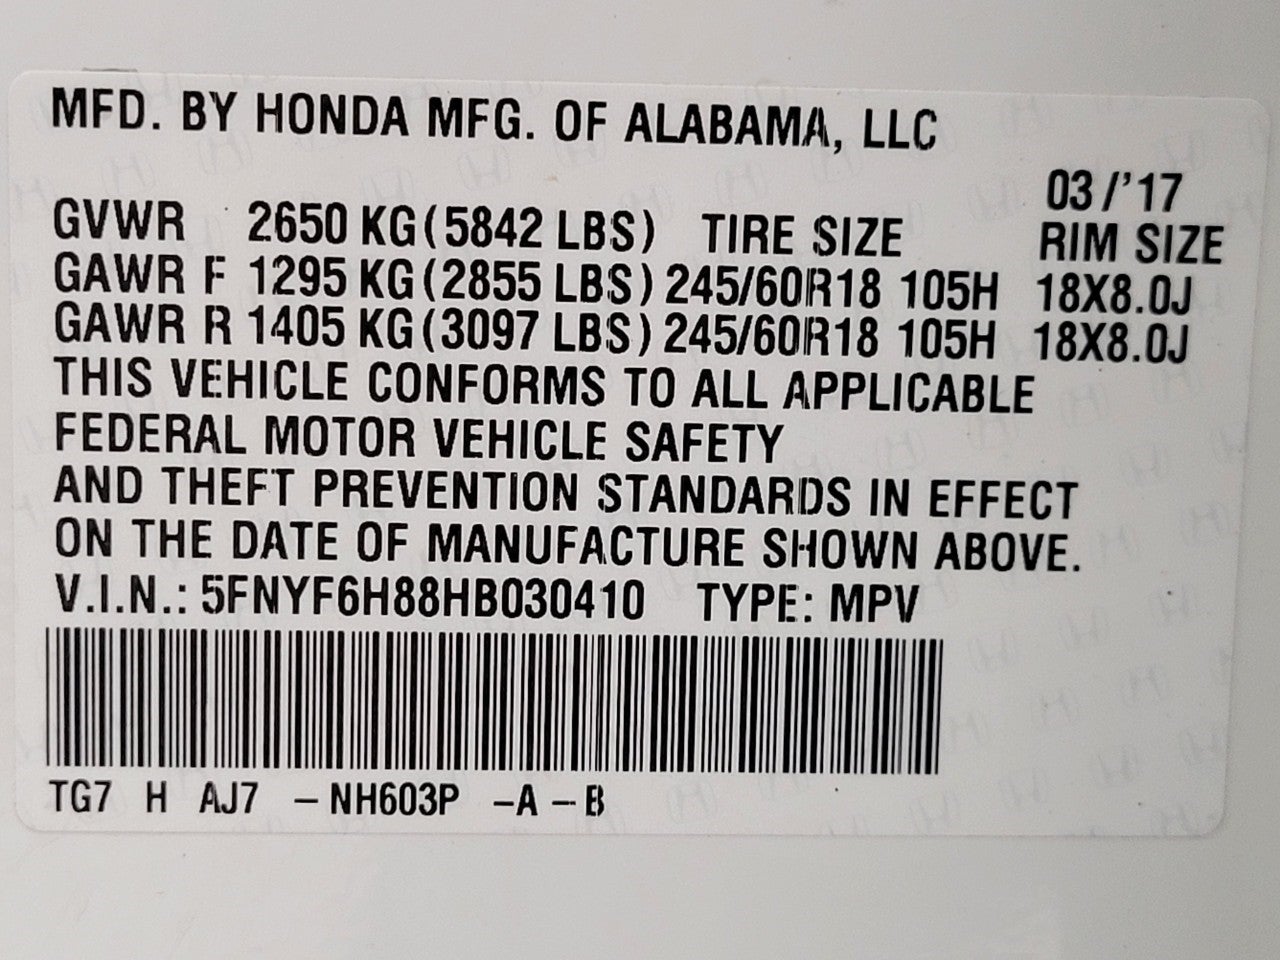 MFD. BY HONDA MFG. OF ALABAMA, LLC
03/'17
GVWR 2650 KG (5842 LBS) TIRE SIZE RIM SIZE
GAWR F 1295 KG (2855 LBS) 245/60R18 105H 18X8.0J
GAWR R 1405 KG (3097 LBS) 245/60R18 105H 18X8.0J
THIS VEHICLE CONFORMS TO ALL APPLICABLE
FEDERAL MOTOR VEHICLE SAFETY
AND THEFT PREVENTION STANDARDS IN EFFECT
ON THE DATE OF MANUFACTURE SHOWN ABOVE.
V.I.N.: 5FNYF6H88HB030410 TYPE: MPV
TG7 H AJ7 - NH603P -A - B